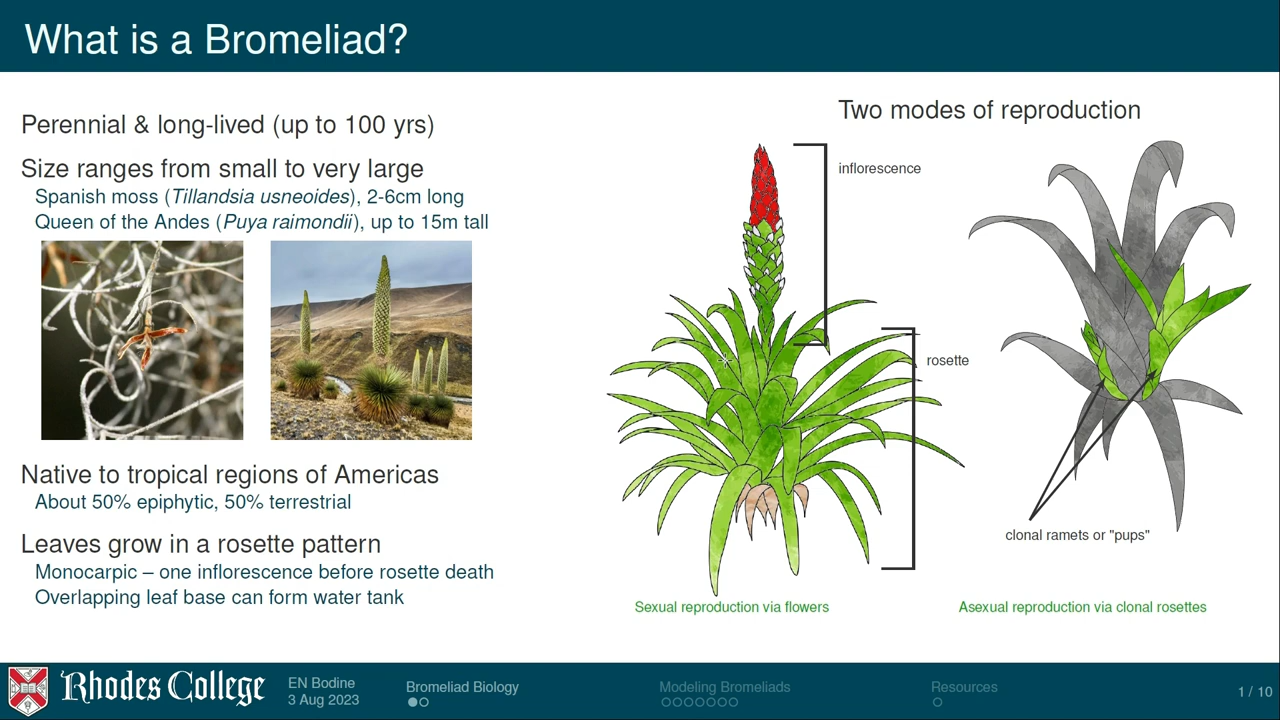 What is a Bromeliad?
Perennial & long-lived (up to 100 yrs)
Size ranges from small to very large
Spanish moss (Tillandsia usneoides), 2-6cm long
Queen of the Andes (Puya raimondii), up to 15m tall
Native to tropical regions of Americas
About 50% epiphytic, 50% terrestrial
Leaves grow in a rosette pattern
Monocarpic – one inflorescence before rosette death
Overlapping leaf base can form water tank
Two modes of reproduction
inflorescence
rosette
clonal ramets or "pups"
Sexual reproduction via flowers
Asexual reproduction via clonal rosettes
Rhodes College
EN Bodine
3 Aug 2023
Bromeliad Biology
Modeling Bromeliads
Resources
1 / 10